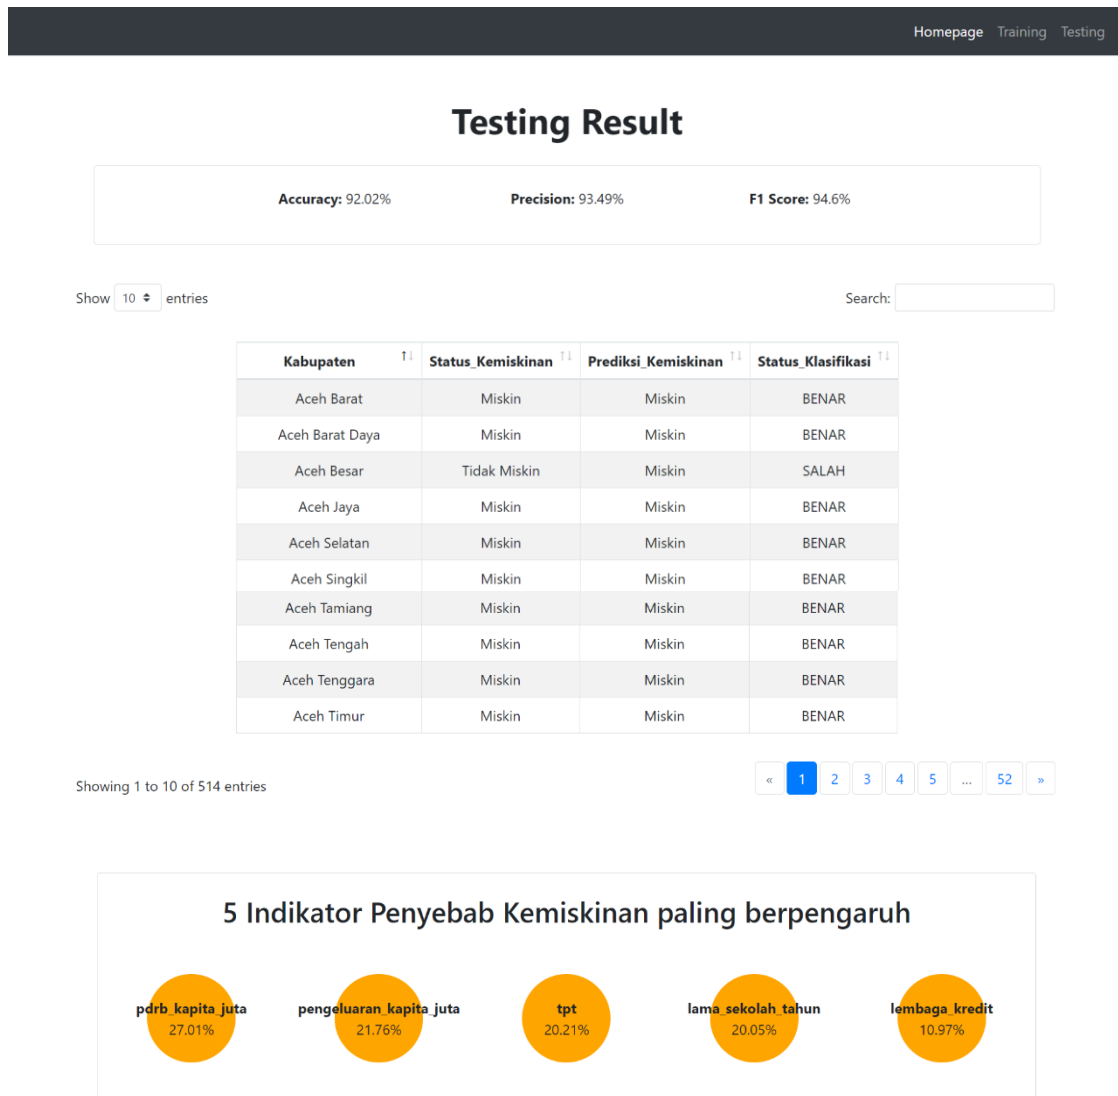 Homepage Training Testing
Testing Result
Accuracy: 92.02% Precision: 93.49% F1 Score: 94.6%
Show 10 entries Search:
Kabupaten Status_Kemiskinan Prediksi_Kemiskinan Status_Klasifikasi
Aceh Barat Miskin Miskin BENAR
Aceh Barat Daya Miskin Miskin BENAR
Aceh Besar Tidak Miskin Miskin SALAH
Aceh Jaya Miskin Miskin BENAR
Aceh Selatan Miskin Miskin BENAR
Aceh Singkil Miskin Miskin BENAR
Aceh Tamiang Miskin Miskin BENAR
Aceh Tengah Miskin Miskin BENAR
Aceh Tenggara Miskin Miskin BENAR
Aceh Timur Miskin Miskin BENAR
Showing 1 to 10 of 514 entries « 1 2 3 4 5 ... 52 »
5 Indikator Penyebab Kemiskinan paling berpengaruh
pdrb_kapita_juta pengeluaran_kapita_juta tpt lama_sekolah_tahun lembaga_kredit
27.01% 21.76% 20.21% 20.05% 10.97%